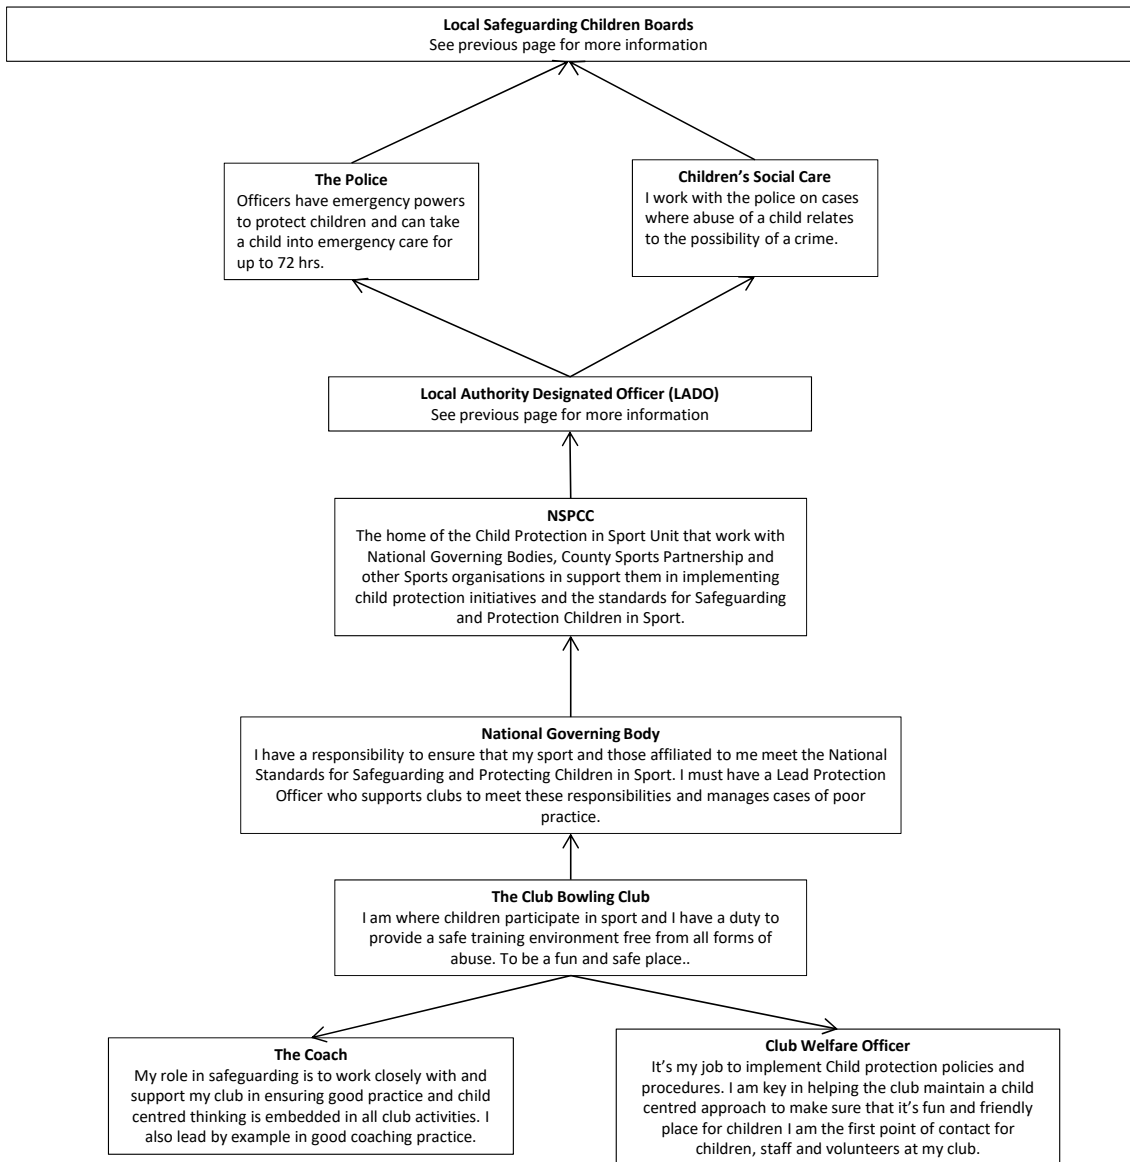 Local Safeguarding Children Boards
See previous page for more information
The Police
Officers have emergency powers
to protect children and can take
a child into emergency care for
up to 72 hrs.
Children’s Social Care
I work with the police on cases
where abuse of a child relates
to the possibility of a crime.
Local Authority Designated Officer (LADO)
See previous page for more information
NSPCC
The home of the Child Protection in Sport Unit that work with
National Governing Bodies, County Sports Partnership and
other Sports organisations in support them in implementing
child protection initiatives and the standards for Safeguarding
and Protection Children in Sport.
National Governing Body
I have a responsibility to ensure that my sport and those affiliated to me meet the National
Standards for Safeguarding and Protecting Children in Sport. I must have a Lead Protection
Officer who supports clubs to meet these responsibilities and manages cases of poor
practice.
The Club Bowling Club
I am where children participate in sport and I have a duty to
provide a safe training environment free from all forms of
abuse. To be a fun and safe place..
The Coach
My role in safeguarding is to work closely with and
support my club in ensuring good practice and child
centred thinking is embedded in all club activities. I
also lead by example in good coaching practice.
Club Welfare Officer
It’s my job to implement Child protection policies and
procedures. I am key in helping the club maintain a child
centred approach to make sure that it’s fun and friendly
place for children I am the first point of contact for
children, staff and volunteers at my club.